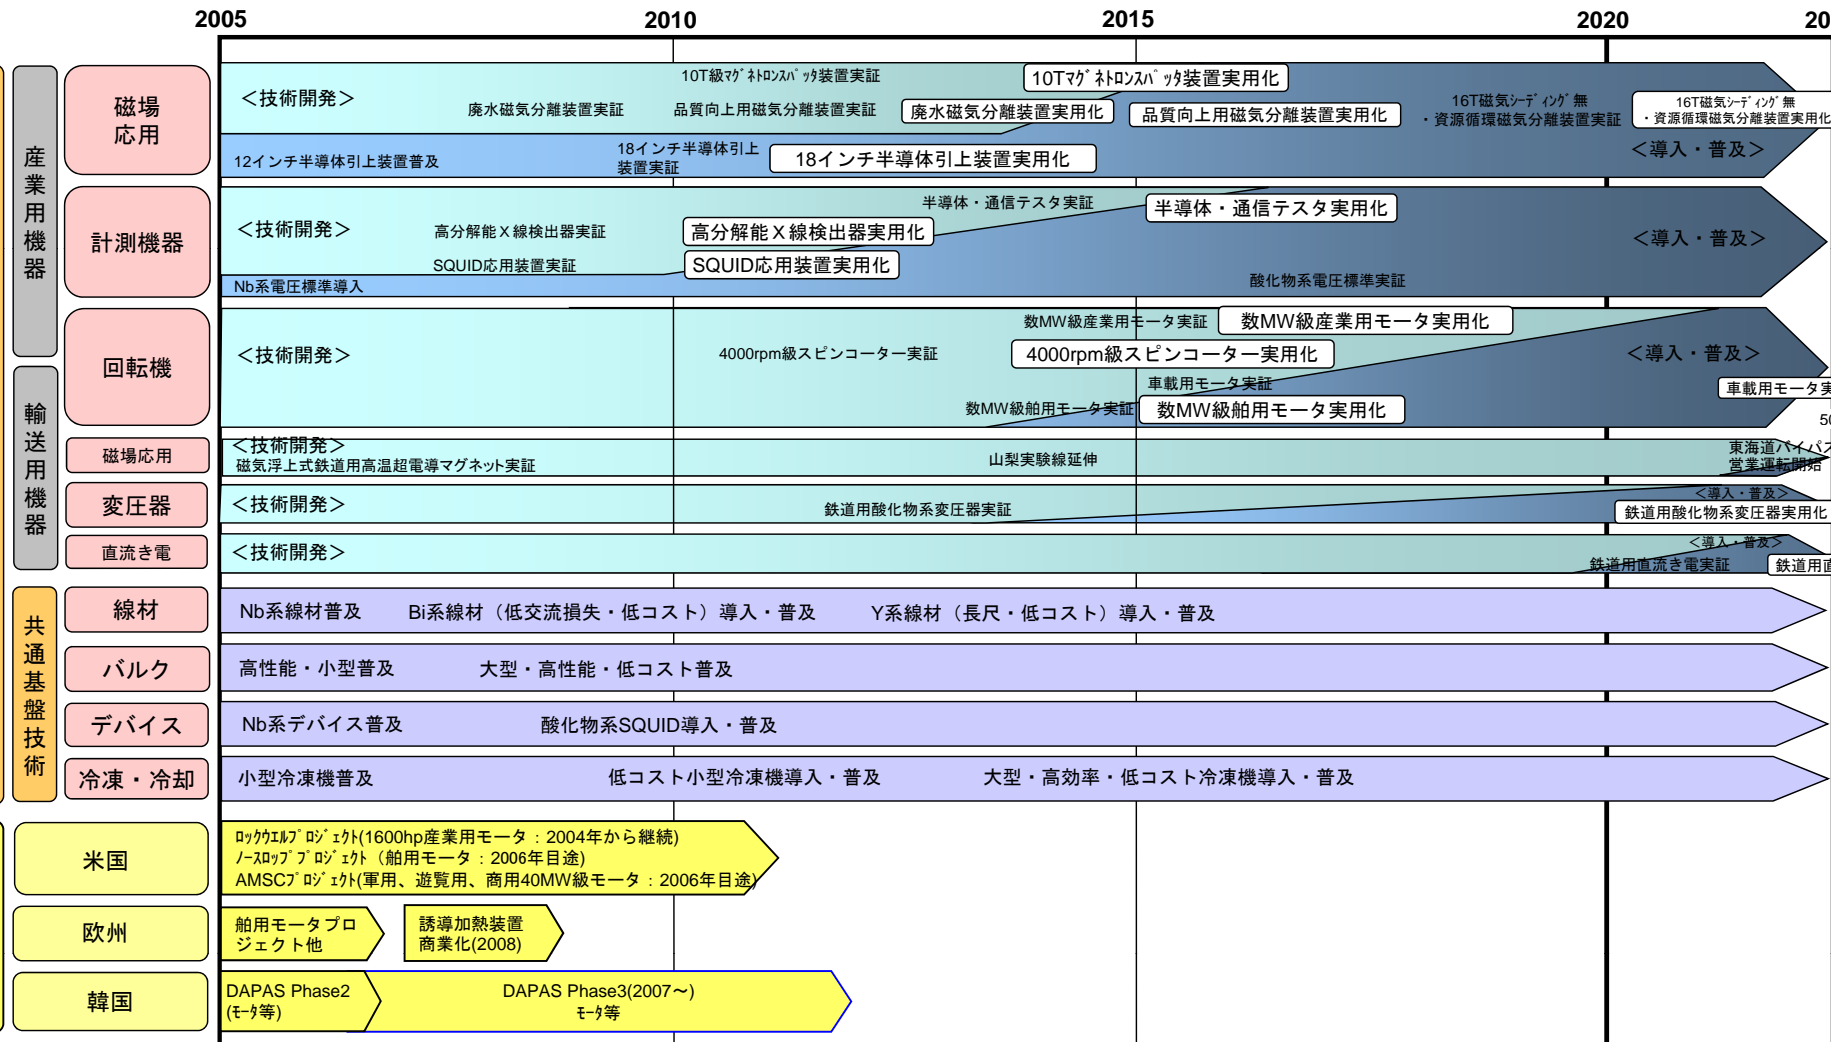 2005
2010
2015
2020
20
産業用機器
磁場
応用
＜技術開発＞
10T級ﾏｸﾞﾈﾄﾛﾝｽﾊﾟｯﾀ装置実証
10Tﾏｸﾞﾈﾄﾛﾝｽﾊﾟｯﾀ装置実用化
廃水磁気分離装置実証
品質向上用磁気分離装置実証
廃水磁気分離装置実用化
品質向上用磁気分離装置実用化
16T磁気ｼｰﾃﾞｨﾝｸﾞ無
・資源循環磁気分離装置実証
16T磁気ｼｰﾃﾞｨﾝｸﾞ無
・資源循環磁気分離装置実用化
12インチ半導体引上装置普及
18インチ半導体引上
装置実証
18インチ半導体引上装置実用化
＜導入・普及＞
計測機器
＜技術開発＞
半導体・通信テスタ実証
半導体・通信テスタ実用化
高分解能Ｘ線検出器実証
高分解能Ｘ線検出器実用化
＜導入・普及＞
SQUID応用装置実証
SQUID応用装置実用化
Nb系電圧標準導入
酸化物系電圧標準実証
回転機
＜技術開発＞
数MW級産業用モータ実証
数MW級産業用モータ実用化
4000rpm級スピンコーター実証
4000rpm級スピンコーター実用化
＜導入・普及＞
車載用モータ実証
車載用モータ実
数MW級舶用モータ実証
数MW級舶用モータ実用化
50
輸送用機器
磁場応用
＜技術開発＞
磁気浮上式鉄道用高温超電導マグネット実証
山梨実験線延伸
東海道バイパス
営業運転開始
変圧器
＜技術開発＞
鉄道用酸化物系変圧器実証
＜導入・普及＞
鉄道用酸化物系変圧器実用化
直流き電
＜技術開発＞
＜導入・普及＞
鉄道用直流き電実証
鉄道用直
共通基盤技術
線材
Nb系線材普及
Bi系線材（低交流損失・低コスト）導入・普及
Y系線材（長尺・低コスト）導入・普及
バルク
高性能・小型普及
大型・高性能・低コスト普及
デバイス
Nb系デバイス普及
酸化物系SQUID導入・普及
冷凍・冷却
小型冷凍機普及
低コスト小型冷凍機導入・普及
大型・高効率・低コスト冷凍機導入・普及
米国
ﾛｯｸｳｴﾙﾌﾟﾛｼﾞｪｸﾄ(1600hp産業用モータ：2004年から継続)
ﾉｰｽﾛｯﾌﾟﾌﾟﾛｼﾞｪｸﾄ（舶用モータ：2006年目途)
AMSCﾌﾟﾛｼﾞｪｸﾄ(軍用、遊覧用、商用40MW級モータ：2006年目途)
欧州
舶用モータプロ
ジェクト他
誘導加熱装置
商業化(2008)
韓国
DAPAS Phase2
(ﾓｰﾀ等)
DAPAS Phase3(2007～)
ﾓｰﾀ等